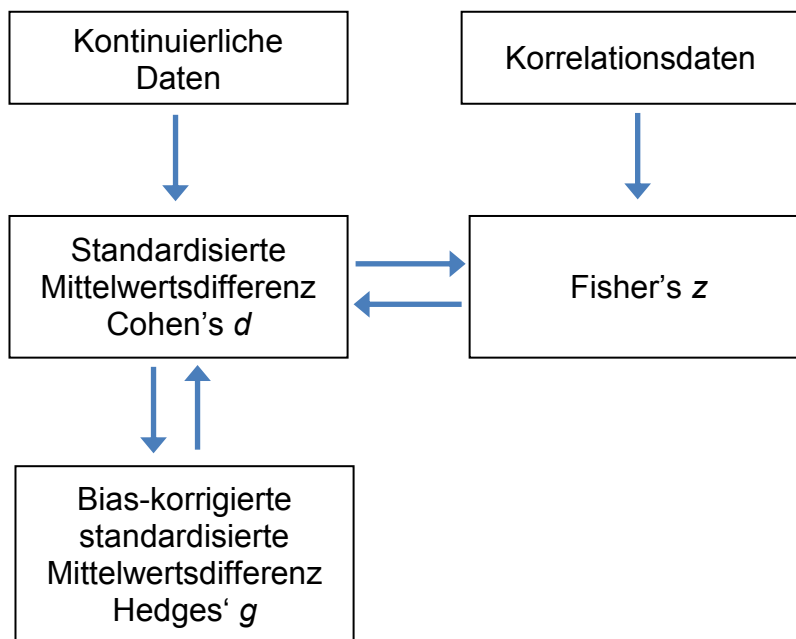 Kontinuierliche
Daten
Korrelationsdaten
Standardisierte
Mittelwertsdifferenz
Cohen’s d
Fisher’s z
Bias-korrigierte
standardisierte
Mittelwertsdifferenz
Hedges‘ g